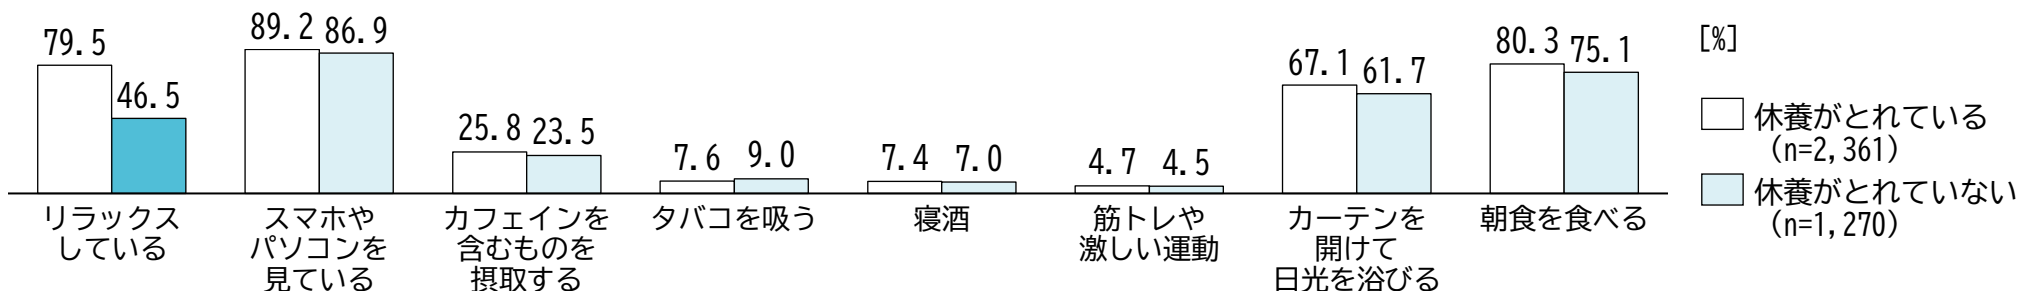 79.5
46.5
リラックス
している
89.2 86.9
スマホや
パソコンを
見ている
25.8 23.5
カフェインを
含むものを
摂取する
7.6 9.0
タバコを吸う
7.4 7.0
寝酒
4.7 4.5
筋トレや
激しい運動
67.1 61.7
カーテンを
開けて
日光を浴びる
80.3 75.1
朝食を食べる
[%]
休養がとれている
(n=2,361)
休養がとれていない
(n=1,270)